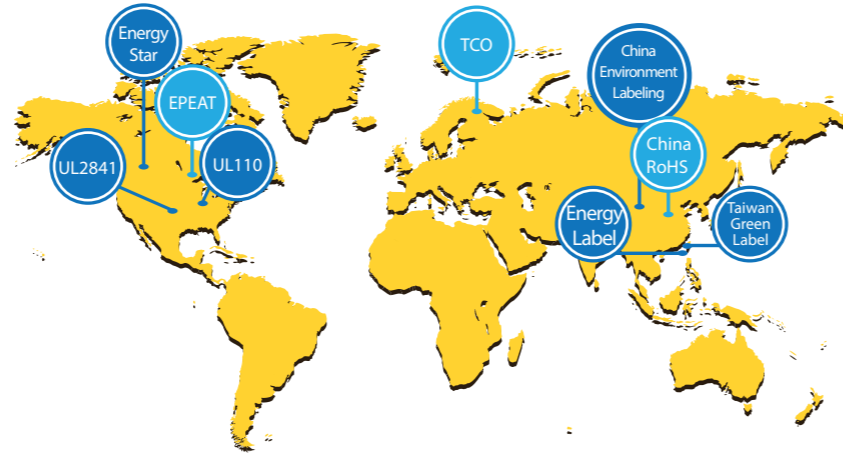 Energy
Star
EPEAT
UL2841
UL110
TCO
China
Environment
Labeling
China
RoHS
Energy
Label
Taiwan
Green
Label